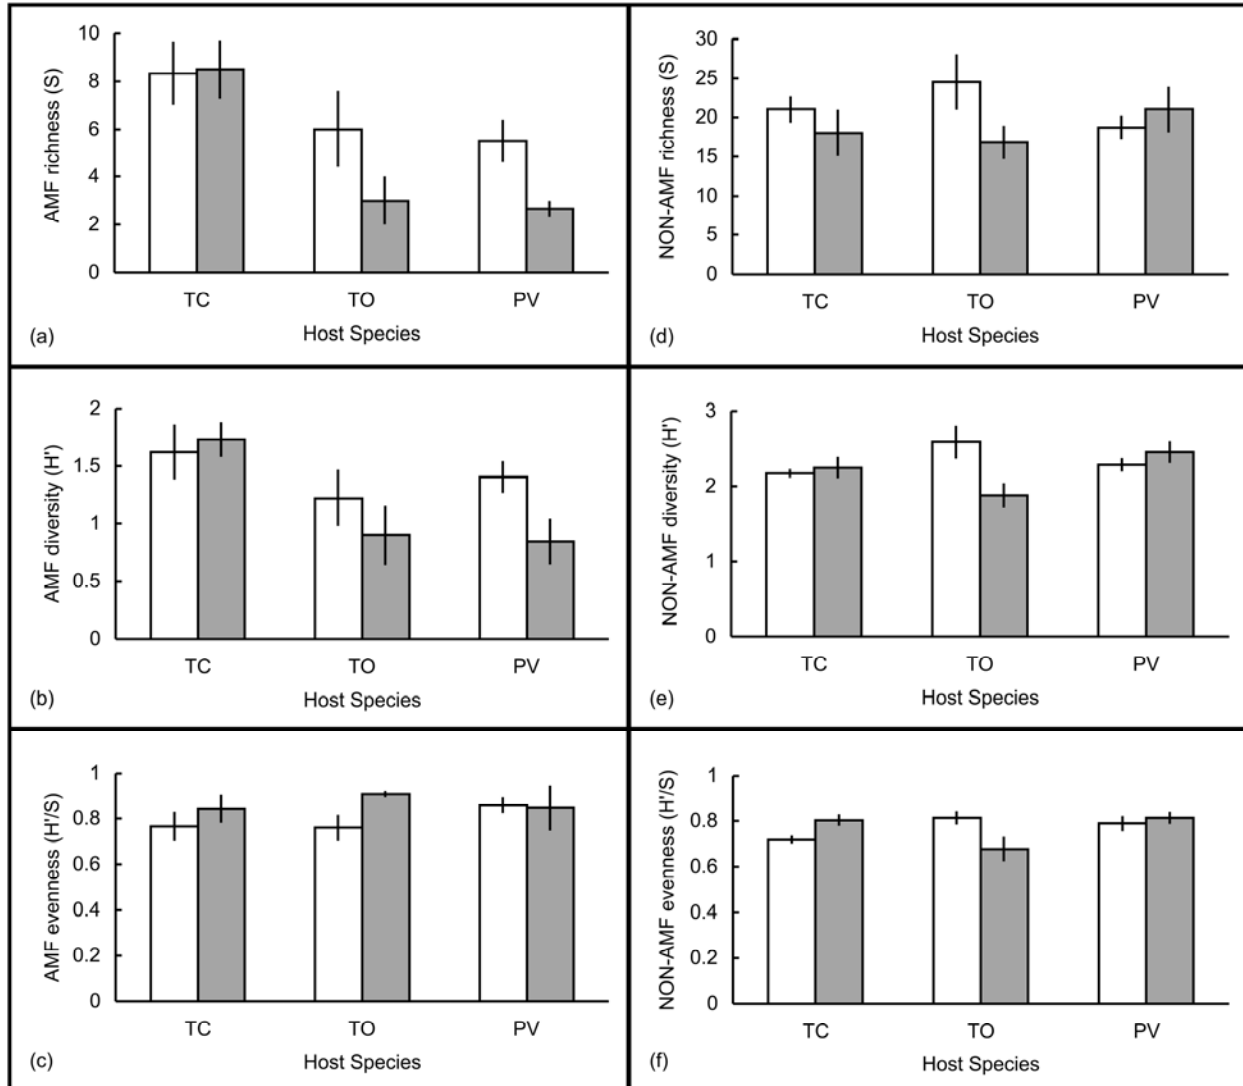 AMF richness (S)
10
8
6
4
2
0
TC TO PV
(a) Host Species
NON-AMF richness (S)
30
25
20
15
10
5
0
TC TO PV
(d) Host Species
AMF diversity (H')
2
1.5
1
0.5
0
TC TO PV
(b) Host Species
NON-AMF diversity (H')
3
2
1
0
TC TO PV
(e) Host Species
AMF evenness (H'/S)
1
0.8
0.6
0.4
0.2
0
TC TO PV
(c) Host Species
NON-AMF evenness (H'/S)
1
0.8
0.6
0.4
0.2
0
TC TO PV
(f) Host Species